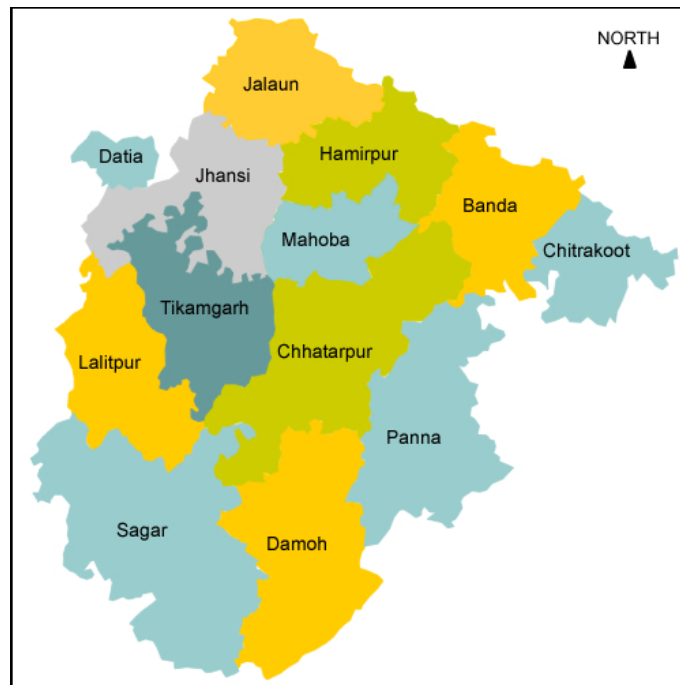 NORTH
Jalaun
Datia
Hamirpur
Jhansi
Banda
Mahoba
Chitrakoot
Tikamgarh
Chhatarpur
Lalitpur
Panna
Sagar
Damoh